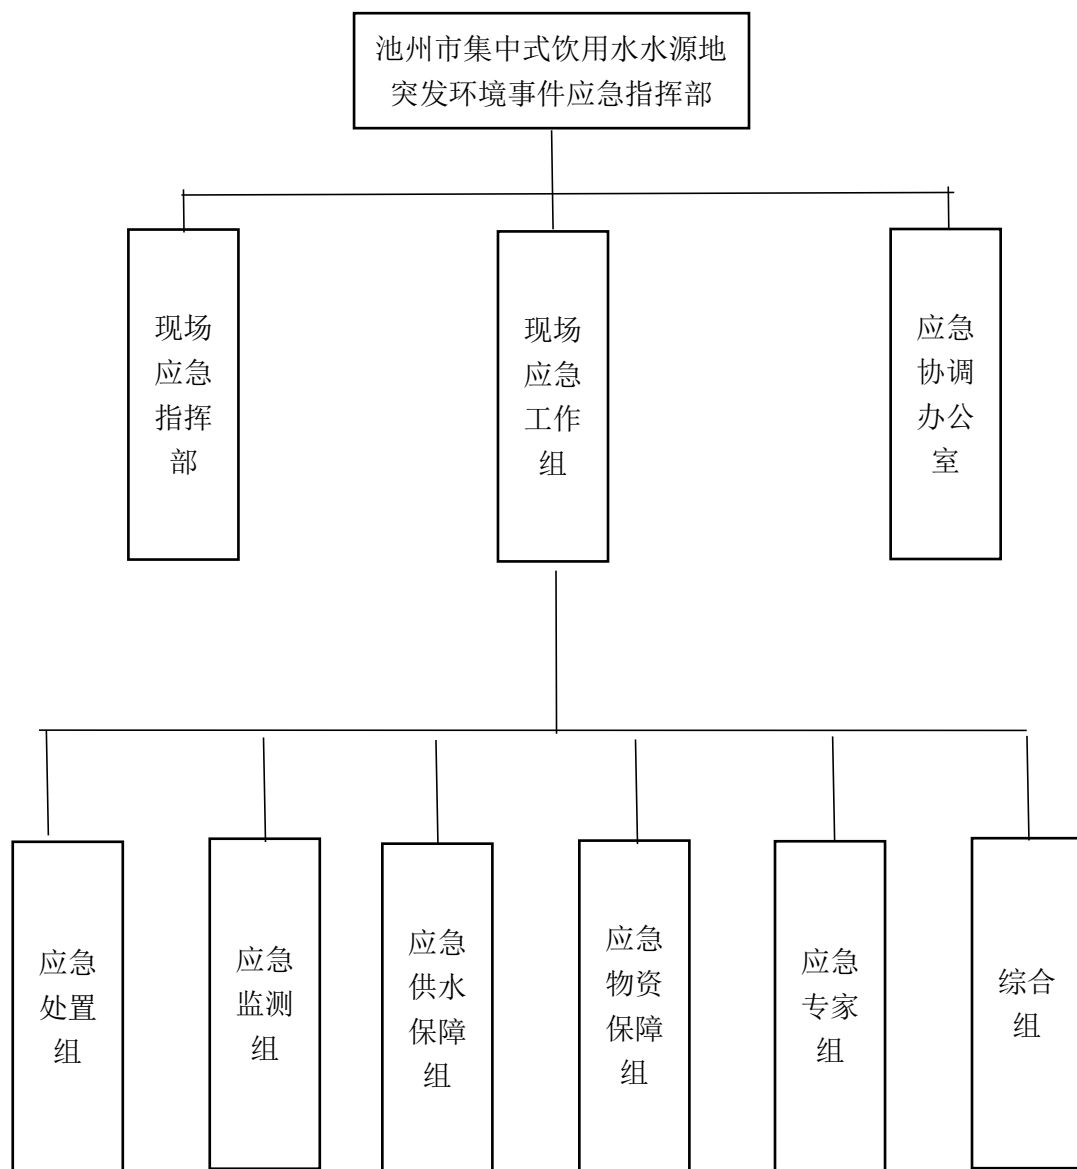 池州市集中式饮用水水源地
突发环境事件应急指挥部
现场
应急
指挥
部
现场
应急
工作
组
应急
协调
办公
室
应急
处置
组
应急
监测
组
应急
供水
保障
组
应急
物资
保障
组
应急
专家
组
综合
组